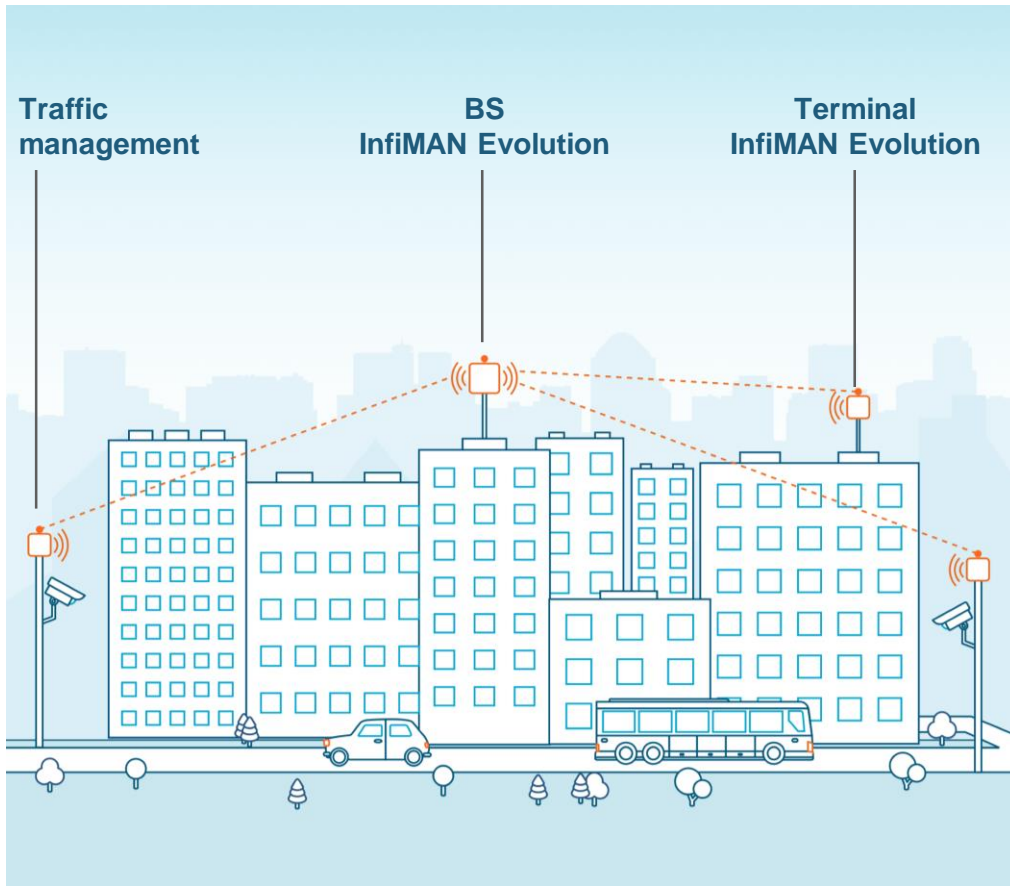 Traffic
management
BS
InfiMAN Evolution
Terminal
InfiMAN Evolution